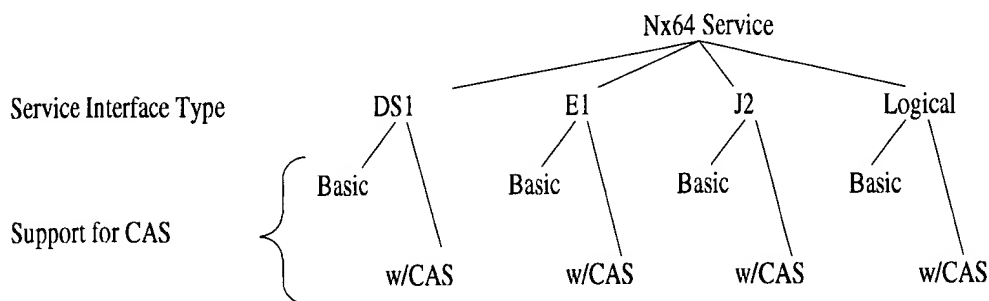 Nx64 Service
Service Interface Type DS1 E1 J2 Logical
Basic Basic Basic Basic
Support for CAS
w/CAS w/CAS w/CAS w/CAS